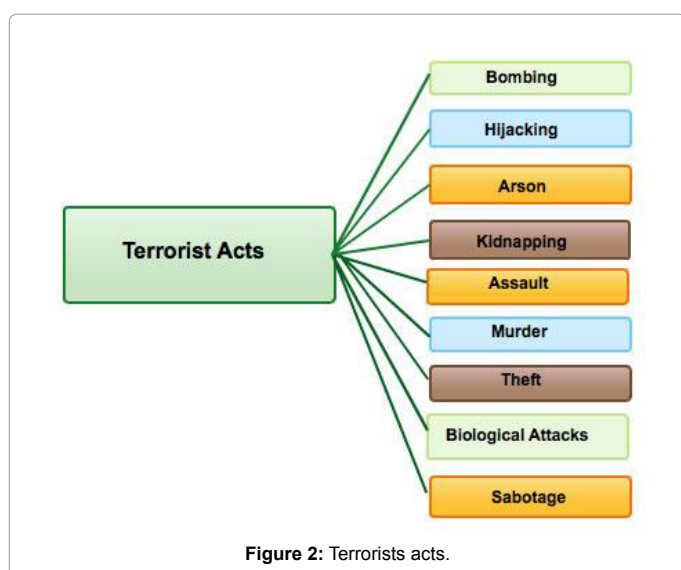 Terrorist Acts
Bombing
Hijacking
Arson
Kidnapping
Assault
Murder
Theft
Biological Attacks
Sabotage
Figure 2: Terrorists acts.